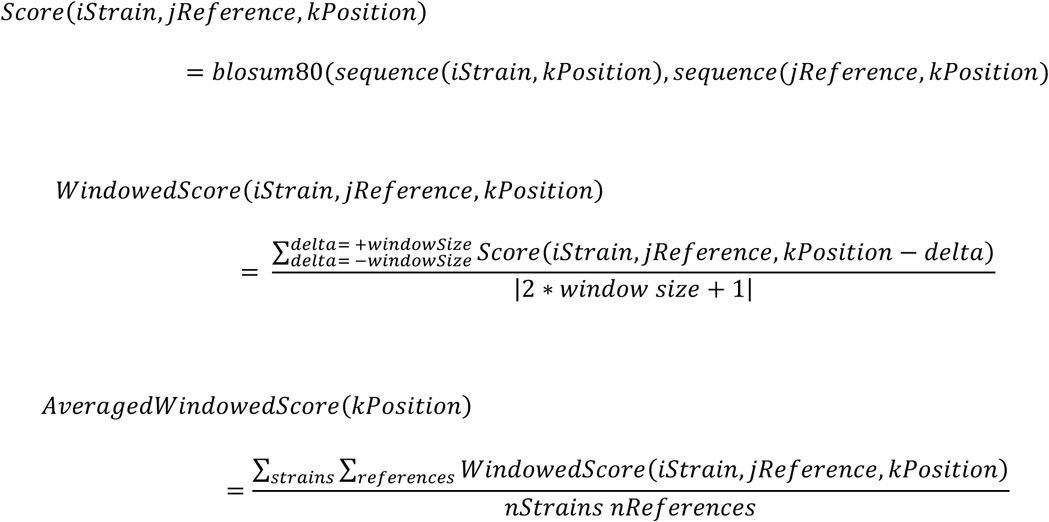 Score(iStrain, jReference, kPosition)
= blosum80(sequence(iStrain, kPosition), sequence(jReference, kPosition)
WindowedScore(iStrain, jReference, kPosition)
= \frac{\sum_{delta= -windowSize}^{delta= +windowSize} Score(iStrain, jReference, kPosition - delta)}{|2 * window size + 1|}
AveragedWindowedScore(kPosition)
= \frac{\sum_{strains} \sum_{references} WindowedScore(iStrain, jReference, kPosition)}{nStrains nReferences}